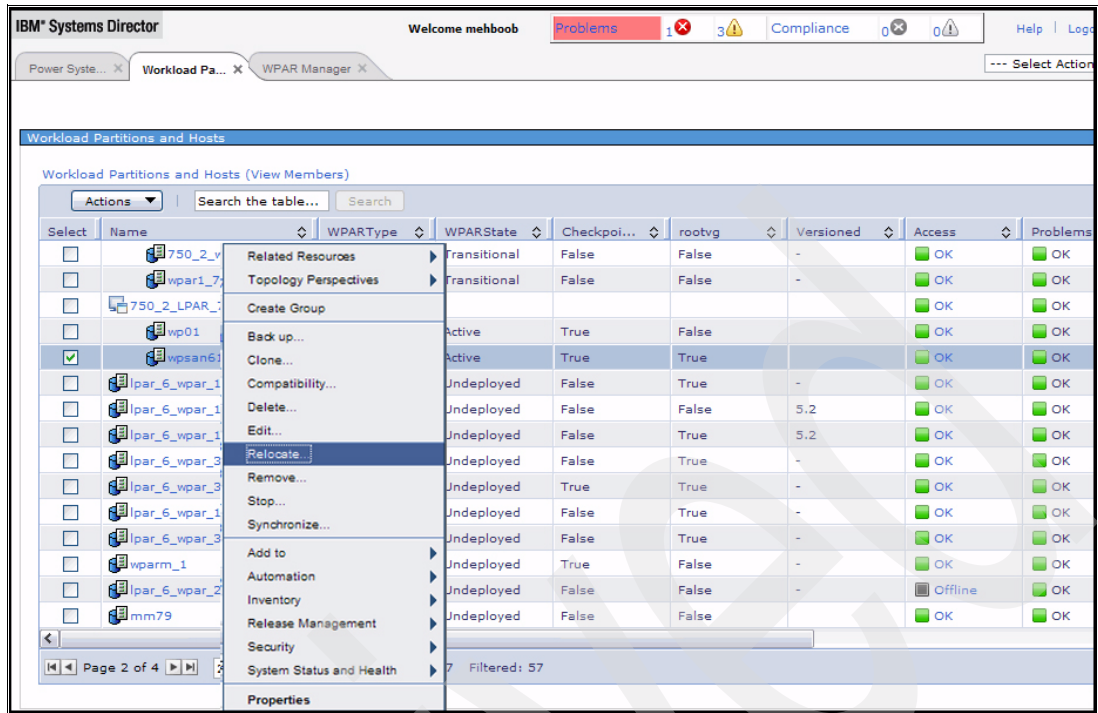 IBM® Systems Director Welcome mehboob Problems 1 3 Compliance 0 0 Help Logo
Power Syste... Workload Pa... WPAR Manager --- Select Action
Workload Partitions and Hosts
Workload Partitions and Hosts (View Members)
Actions Search the table... Search
Select Name WPARType WPARState Checkpoi... rootvg Versioned Access Problems
750_2_v Transitional False False - OK OK
wpar1_7 Transitional False False - OK OK
750_2_LPAR_ OK OK
wp01 Active True False OK OK
wpsan61 Active True True OK OK
lpar_6_wpar_1 Undeployed False True - OK OK
lpar_6_wpar_1 Undeployed False False 5.2 OK OK
lpar_6_wpar_1 Undeployed False True 5.2 OK OK
lpar_6_wpar_3 Undeployed False True - OK OK
lpar_6_wpar_3 Undeployed True True - OK OK
lpar_6_wpar_1 Undeployed False True - OK OK
lpar_6_wpar_3 Undeployed False True - OK OK
wparm_1 Undeployed True False - OK OK
lpar_6_wpar_2 Undeployed False False - Offline OK
mm79 Undeployed False False OK OK
Related Resources
Topology Perspectives
Create Group
Back up...
Clone...
Compatibility...
Delete...
Edit...
Relocate...
Remove...
Stop...
Synchronize...
Add to
Automation
Inventory
Release Management
Security
System Status and Health
Properties
Page 2 of 4 7 Filtered: 57